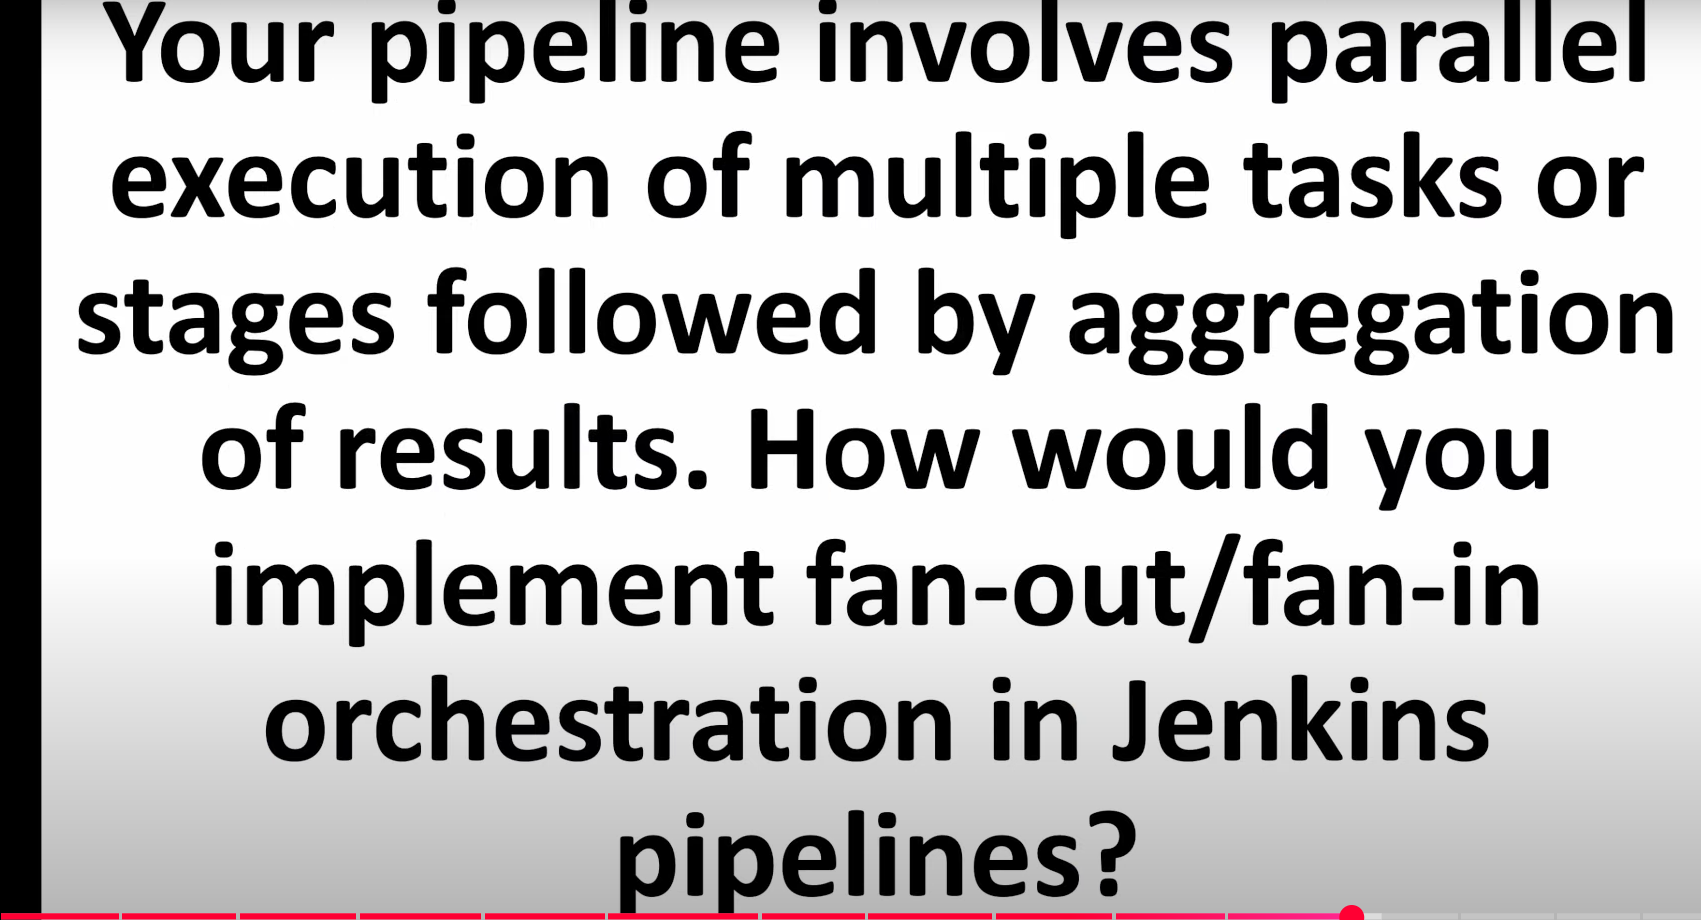 Your pipeline involves parallel
execution of multiple tasks or
stages followed by aggregation
of results. How would you
implement fan-out/fan-in
orchestration in Jenkins
pipelines?